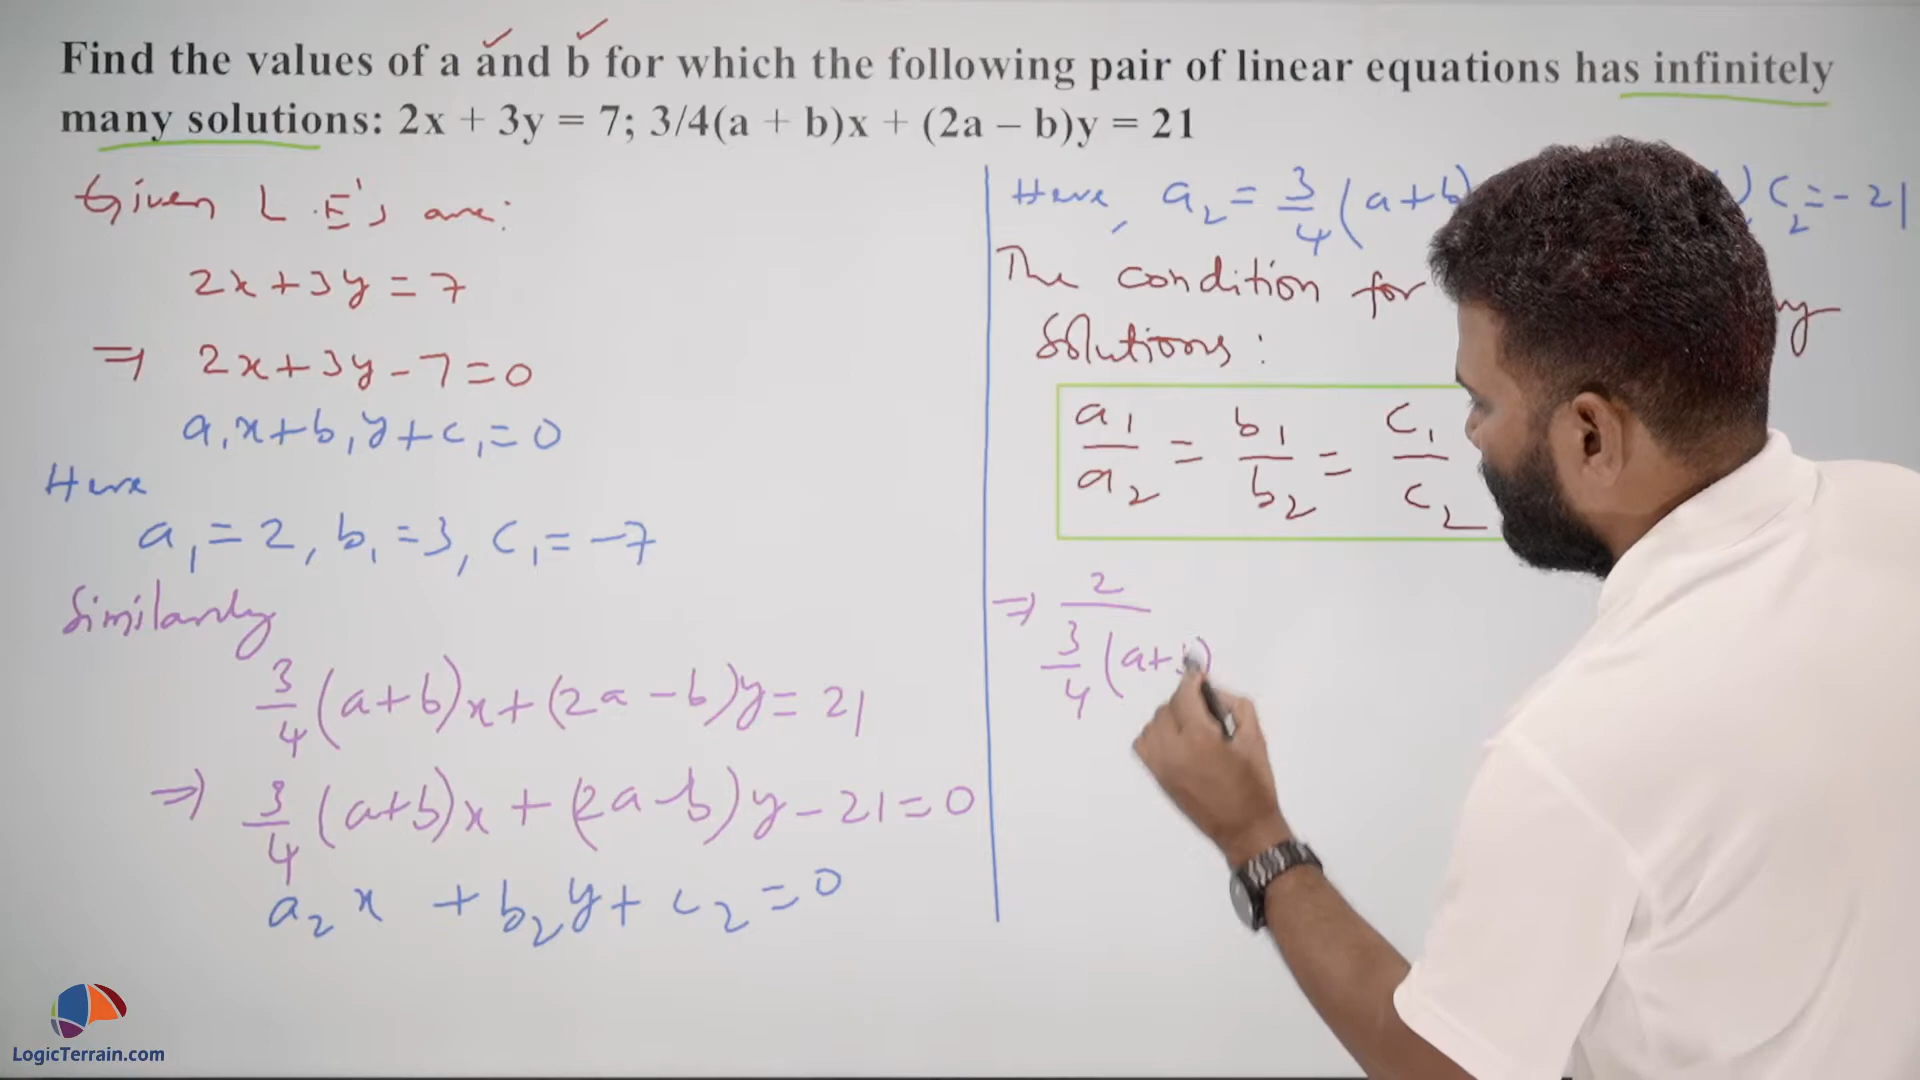 Find the values of a and b for which the following pair of linear equations has infinitely
many solutions: 2x + 3y = 7; 3/4(a + b)x + (2a – b)y = 21
Given L.E's are:
2x+3y=7
⇒ 2x+3y-7=0
a₁x+b₁y+c₁=0
Here
a₁=2, b₁=3, c₁=-7
Similarly
3/4(a+b)x+(2a-b)y=21
⇒ 3/4(a+b)x+(2a-b)y-21=0
a₂x+b₂y+c₂=0
Here, a₂=3/4(a+b) ), c₂=-21
The condition for
Solutions:
a₁/a₂ = b₁/b₂ = c₁/c₂
⇒ 2/3/4(a+
LogicTerrain.com